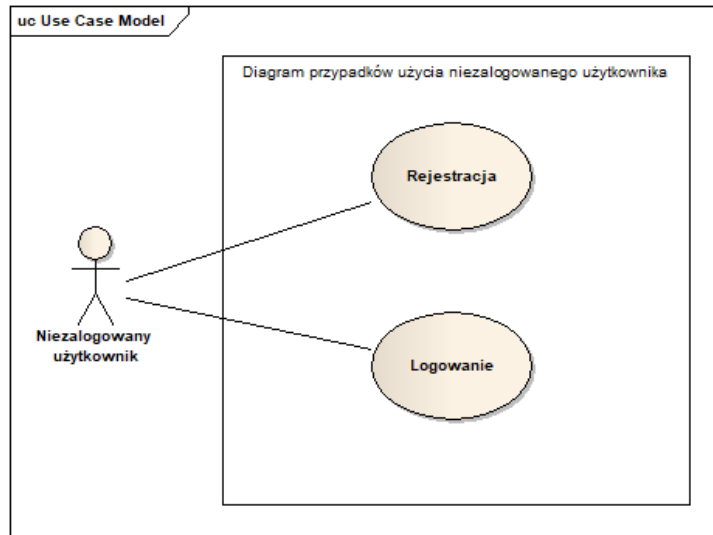 uc Use Case Model
Diagram przypadków użycia niezalogowanego użytkownika
Rejestracja
Niezalogowany
użytkownik
Logowanie